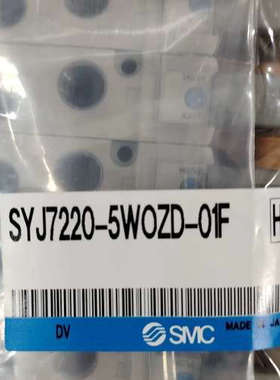 SYJ7220-5WOZD-01F
H
DV
SMC
MADE IN JA